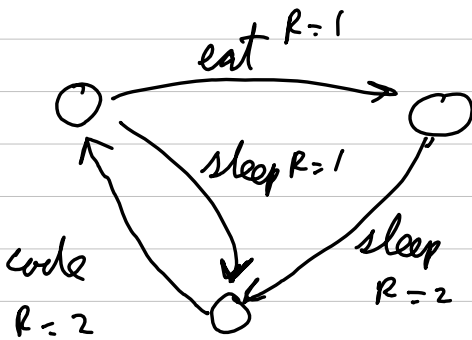 eat R=1
sleep R=1
sleep
R=2
code
R=2